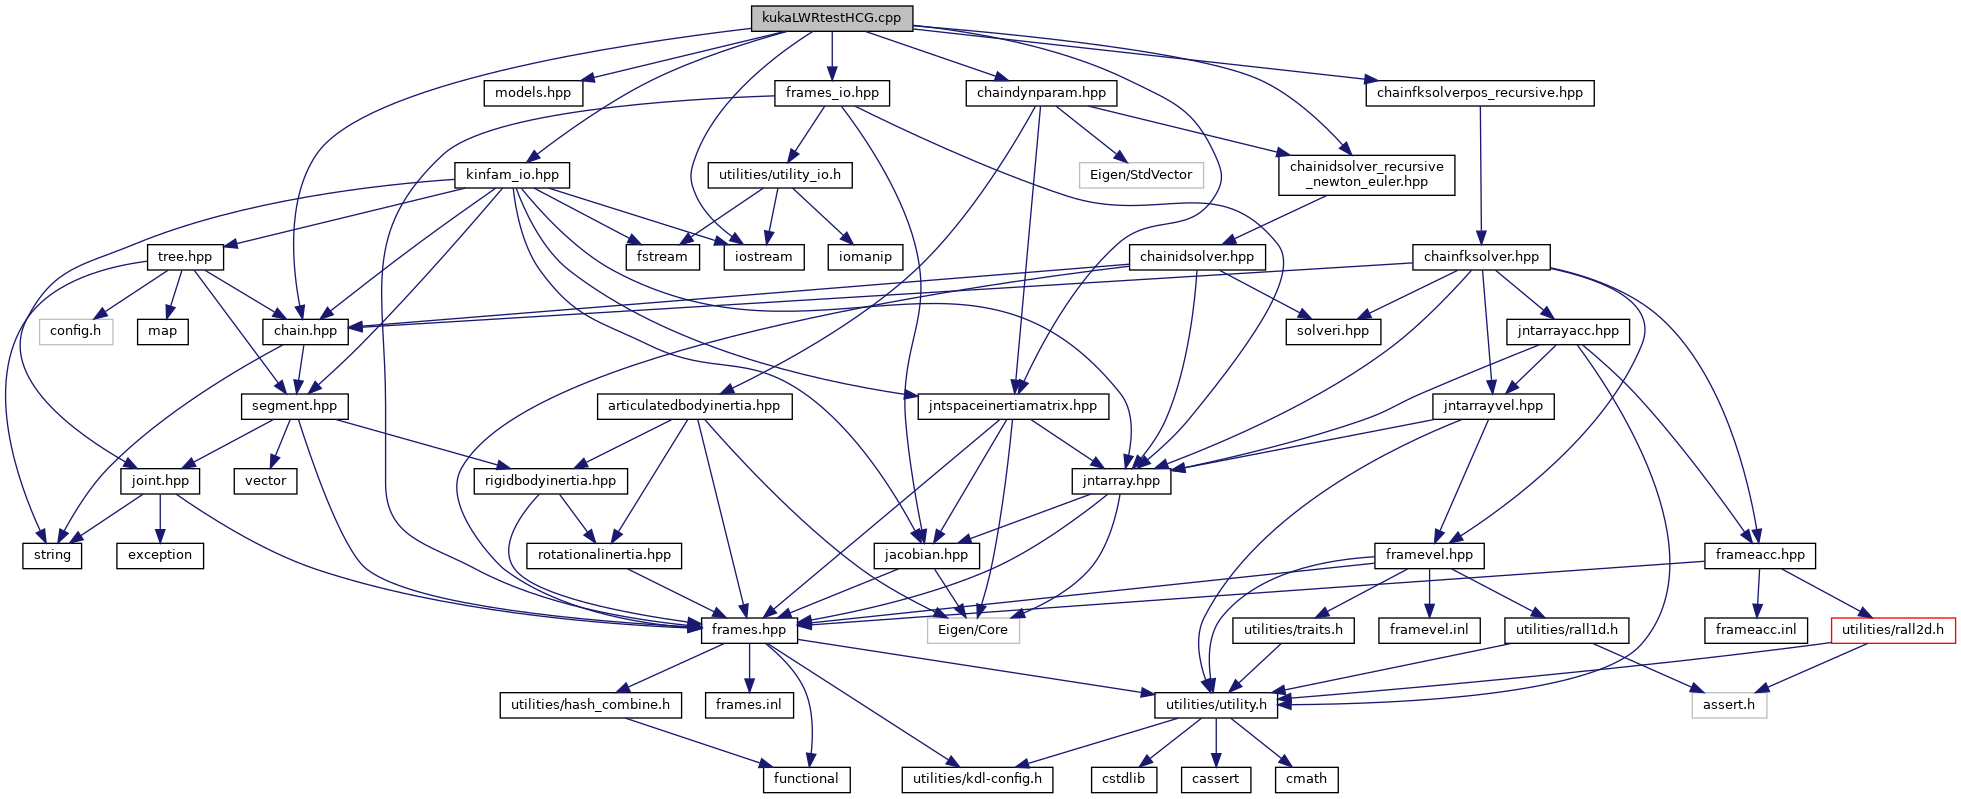 kukaLWRtestHCG.cpp
models.hpp
frames_io.hpp
chaindynparam.hpp
chainfksolverpos_recursive.hpp
kinfam_io.hpp
utilities/utility_io.h
Eigen/StdVector
chainidsolver_recursive
_newton_euler.hpp
tree.hpp
fstream
iostream
iomanip
chainidsolver.hpp
chainfksolver.hpp
config.h
map
chain.hpp
solveri.hpp
jntarrayacc.hpp
segment.hpp
articulatedbodyinertia.hpp
jntspaceinertiamatrix.hpp
jntarrayvel.hpp
joint.hpp
vector
rigidbodyinertia.hpp
jntarray.hpp
string
exception
rotationalinertia.hpp
jacobian.hpp
framevel.hpp
frameacc.hpp
frames.hpp
Eigen/Core
utilities/traits.h
framevel.inl
utilities/rall1d.h
frameacc.inl
utilities/rall2d.h
utilities/hash_combine.h
frames.inl
utilities/utility.h
assert.h
functional
utilities/kdl-config.h
cstdlib
cassert
cmath